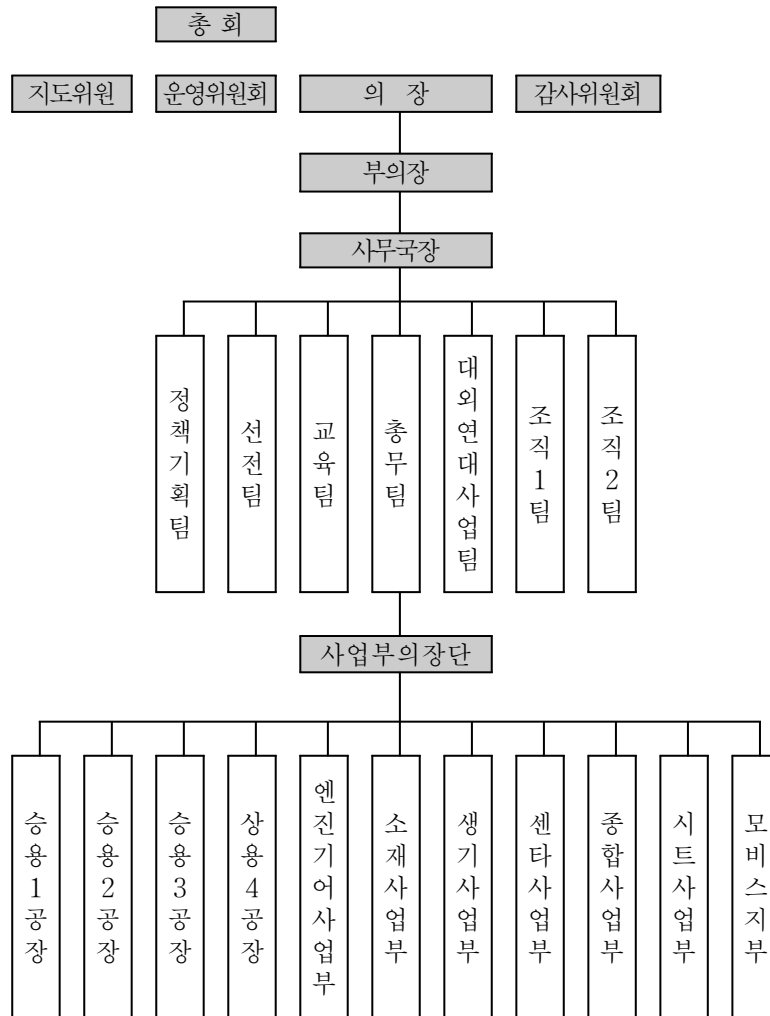 총 회
지도위원
운영위원회
의 장
감사위원회
부의장
사무국장
정책기획팀
선전팀
교육팀
총무팀
대외연대사업팀
조직1팀
조직2팀
사업부의장단
승용1공장
승용2공장
승용3공장
상용4공장
엔진기어사업부
소재사업부
생기사업부
센타사업부
종합사업부
시트사업부
모비스지부